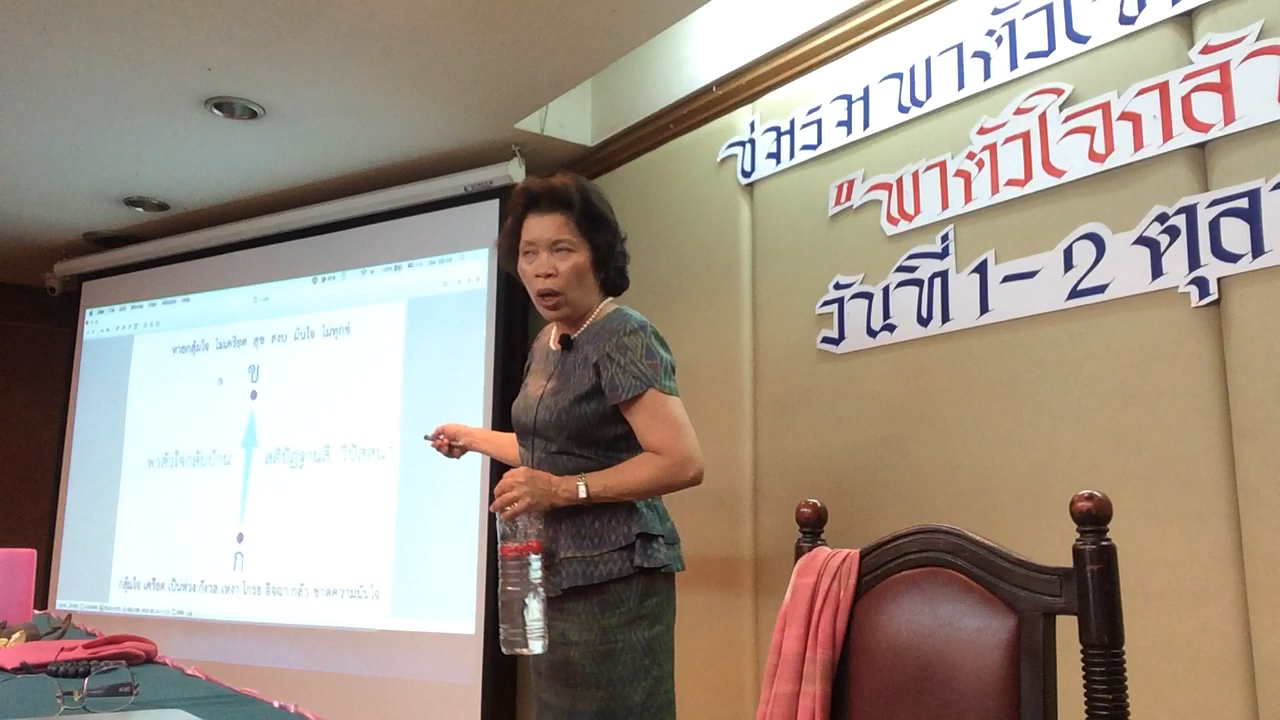 ชมรม พาตัวใจ
"พาตัวใจกลั
วันที่ 1-2 ตุล
หายกลุ้มใจ ไม่เครียด สุข สงบ มั่นใจ ไม่ทุกข์
ข
พาตัวใจกลับบ้าน สติปัฏฐานสี่ วิปัสสนา
ก
กลุ้มใจ เครียด เป็นห่วง กังวล เหงา โกรธ อิจฉา กลัว ขาดความมั่นใจ